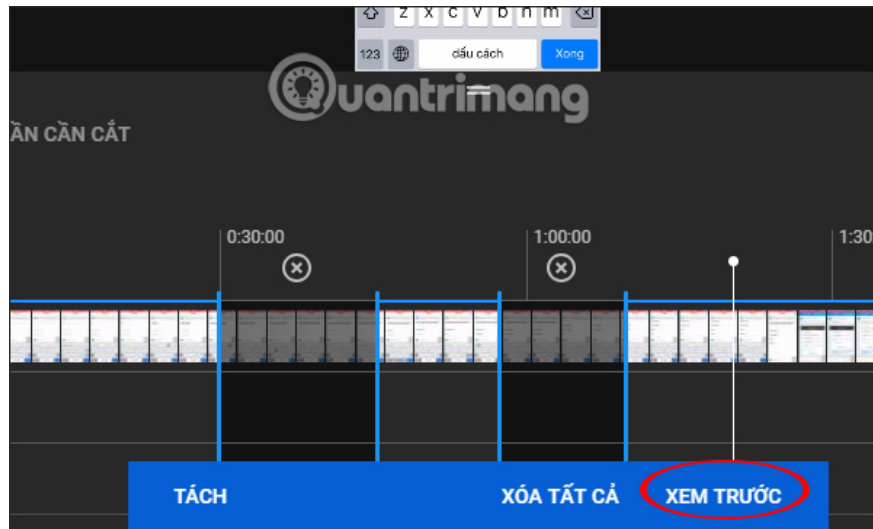 z x c v b n m
123 dấu cách Xong
Quantrimang
ẦN CẦN CẮT
0:30:00 1:00:00 1:30
TÁCH XÓA TẤT CẢ XEM TRƯỚC